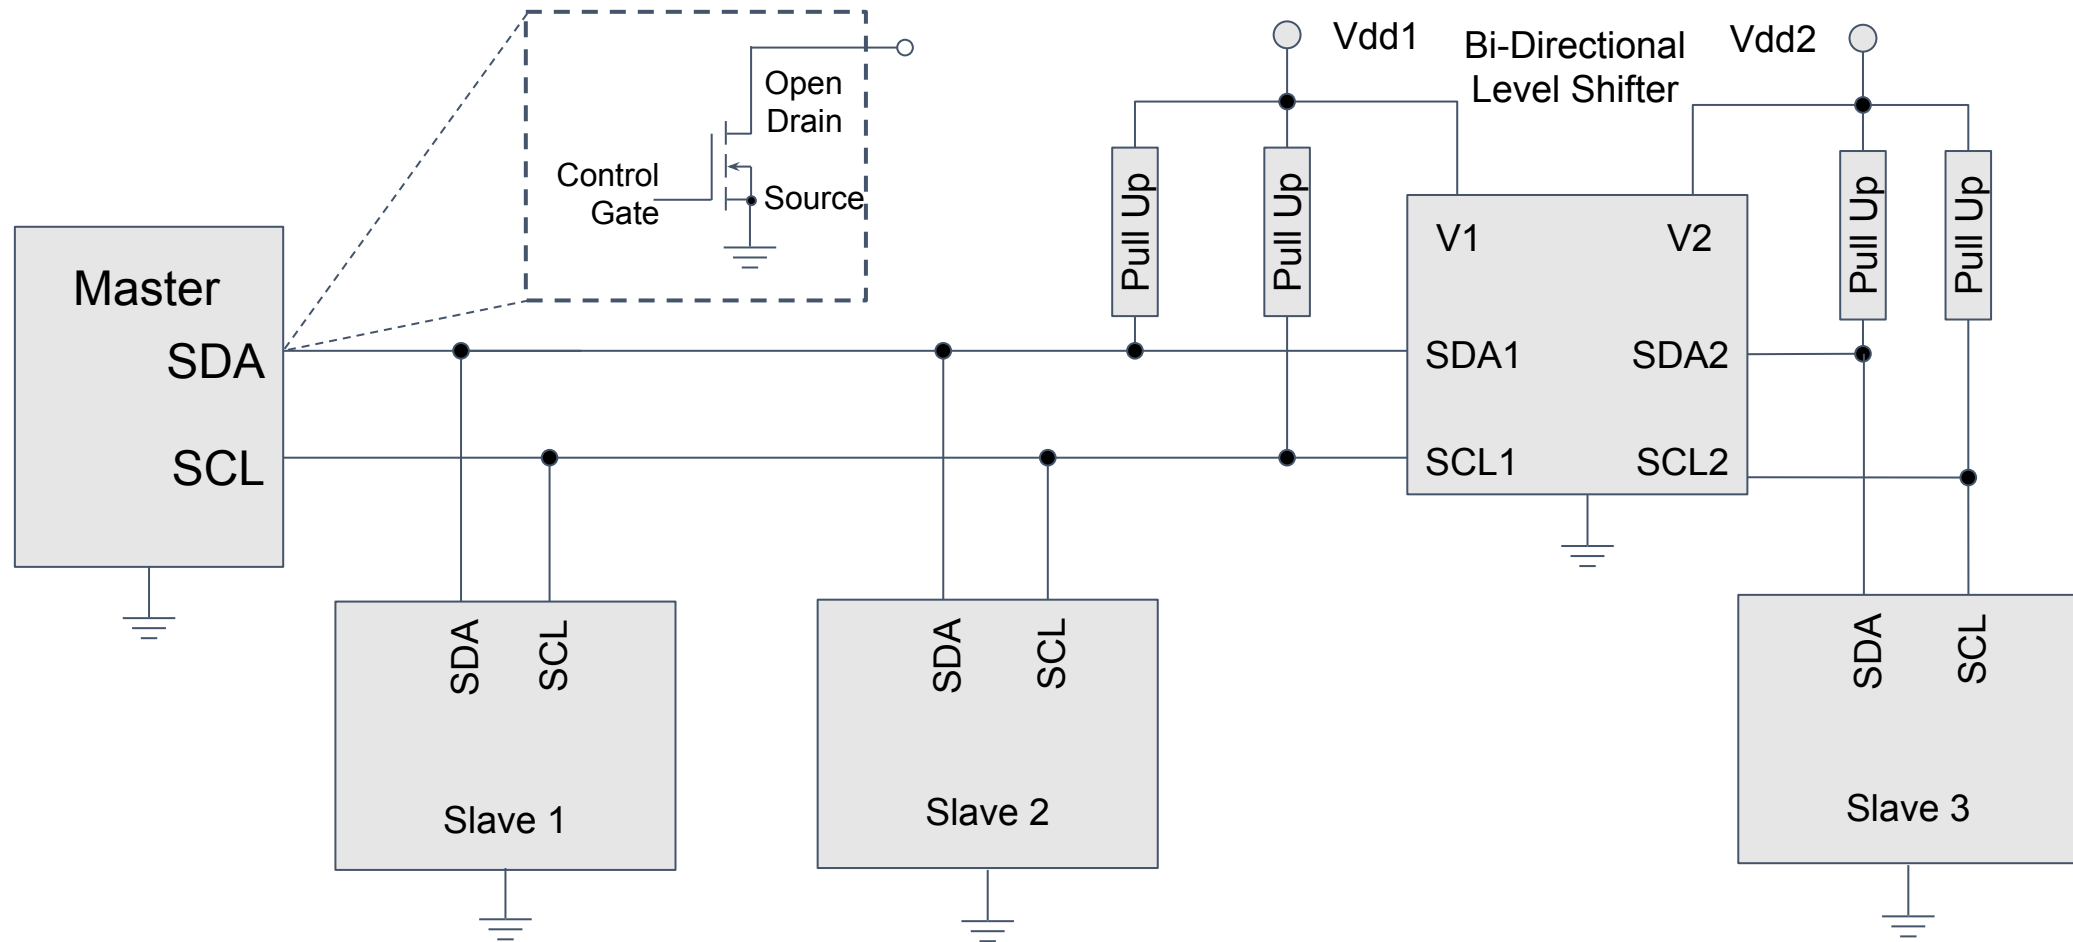 Vdd1
Bi-Directional
Level Shifter
Vdd2
Open
Drain
Control
Gate
Source
Pull Up
Pull Up
Pull Up
Pull Up
Master
SDA
SCL
V1
V2
SDA1
SDA2
SCL1
SCL2
SDA
SCL
Slave 1
SDA
SCL
Slave 2
SDA
SCL
Slave 3